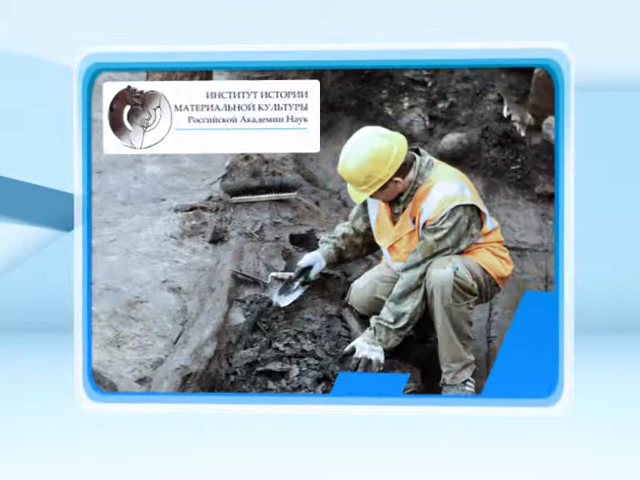 ИНСТИТУТ ИСТОРИИ
МАТЕРИАЛЬНОЙ КУЛЬТУРЫ
Российской Академии Наук